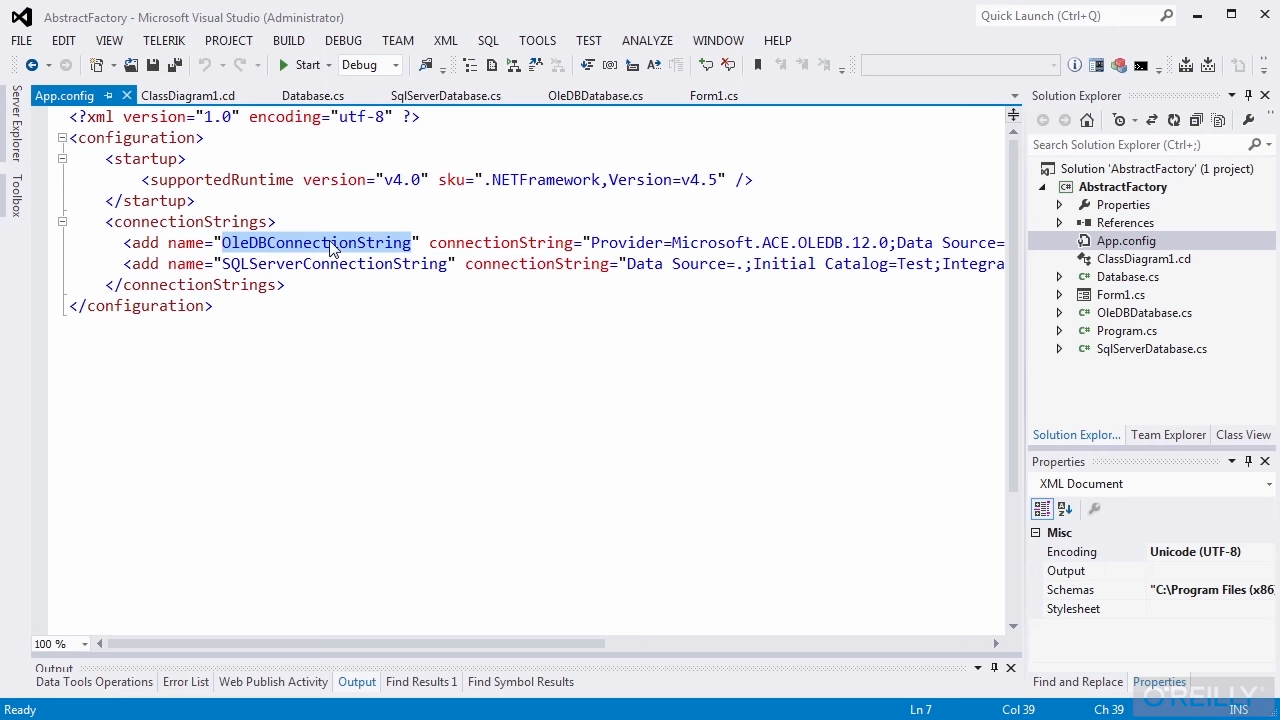 AbstractFactory - Microsoft Visual Studio (Administrator)
Quick Launch (Ctrl+Q)
FILE EDIT VIEW TELERIK PROJECT BUILD DEBUG TEAM XML SQL TOOLS TEST ANALYZE WINDOW HELP
Start Debug
Server Explorer
Toolbox
App.config ClassDiagram1.cd Database.cs SqlServerDatabase.cs OleDBDatabase.cs Form1.cs
<?xml version="1.0" encoding="utf-8" ?>
<configuration>
<startup>
<supportedRuntime version="v4.0" sku=".NETFramework,Version=v4.5" />
</startup>
<connectionStrings>
<add name="OleDBConnectionString" connectionString="Provider=Microsoft.ACE.OLEDB.12.0;Data Source=
<add name="SQLServerConnectionString" connectionString="Data Source=.;Initial Catalog=Test;Integra
</connectionStrings>
</configuration>
100 %
Solution Explorer
Search Solution Explorer (Ctrl+;)
Solution 'AbstractFactory' (1 project)
AbstractFactory
Properties
References
App.config
ClassDiagram1.cd
Database.cs
Form1.cs
OleDBDatabase.cs
Program.cs
SqlServerDatabase.cs
Solution Explor... Team Explorer Class View
Properties
XML Document
Misc
Encoding Unicode (UTF-8)
Output
Schemas "C:\Program Files (x86
Stylesheet
Find and Replace Properties
Output
Data Tools Operations Error List Web Publish Activity Output Find Results 1 Find Symbol Results
Ready Ln 7 Col 39 Ch 39 INS
O'REILLY